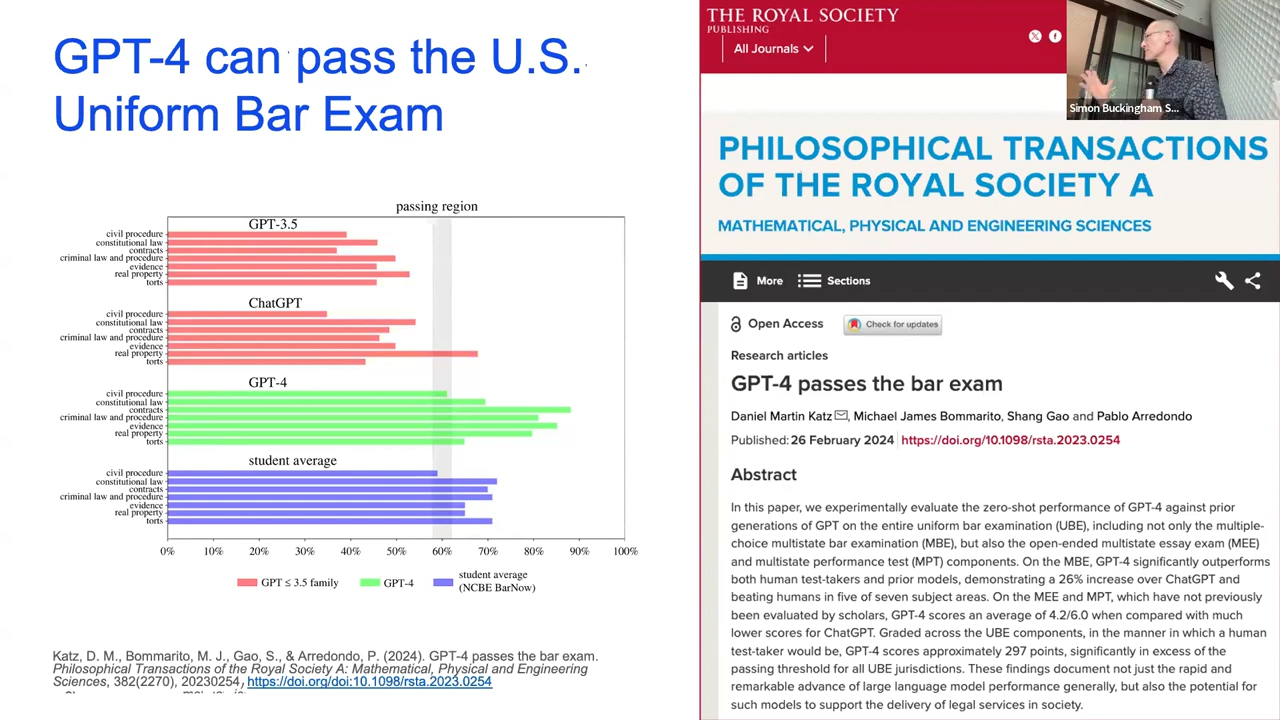 GPT-4 can pass the U.S.
Uniform Bar Exam
passing region
GPT-3.5
civil procedure
constitutional law
contracts
criminal law and procedure
evidence
real property
torts
ChatGPT
civil procedure
constitutional law
contracts
criminal law and procedure
evidence
real property
torts
GPT-4
civil procedure
constitutional law
contracts
criminal law and procedure
evidence
real property
torts
student average
civil procedure
constitutional law
contracts
criminal law and procedure
evidence
real property
torts
0% 10% 20% 30% 40% 50% 60% 70% 80% 90% 100%
GPT ≤ 3.5 family
GPT-4
student average
(NCBE BarNow)
Katz, D. M., Bommarito, M. J., Gao, S., & Arredondo, P. (2024). GPT-4 passes the bar exam.
Philosophical Transactions of the Royal Society A: Mathematical, Physical and Engineering
Sciences, 382(2270), 20230254, https://doi.org/doi:10.1098/rsta.2023.0254
THE ROYAL SOCIETY
PUBLISHING
All Journals
Simon Buckingham S...
PHILOSOPHICAL TRANSACTIONS
OF THE ROYAL SOCIETY A
MATHEMATICAL, PHYSICAL AND ENGINEERING SCIENCES
More Sections
Open Access Check for updates
Research articles
GPT-4 passes the bar exam
Daniel Martin Katz, Michael James Bommarito, Shang Gao and Pablo Arredondo
Published: 26 February 2024 https://doi.org/10.1098/rsta.2023.0254
Abstract
In this paper, we experimentally evaluate the zero-shot performance of GPT-4 against prior
generations of GPT on the entire uniform bar examination (UBE), including not only the multiple-
choice multistate bar examination (MBE), but also the open-ended multistate essay exam (MEE)
and multistate performance test (MPT) components. On the MBE, GPT-4 significantly outperforms
both human test-takers and prior models, demonstrating a 26% increase over ChatGPT and
beating humans in five of seven subject areas. On the MEE and MPT, which have not previously
been evaluated by scholars, GPT-4 scores an average of 4.2/6.0 when compared with much
lower scores for ChatGPT. Graded across the UBE components, in the manner in which a human
test-taker would be, GPT-4 scores approximately 297 points, significantly in excess of the
passing threshold for all UBE jurisdictions. These findings document not just the rapid and
remarkable advance of large language model performance generally, but also the potential for
such models to support the delivery of legal services in society.